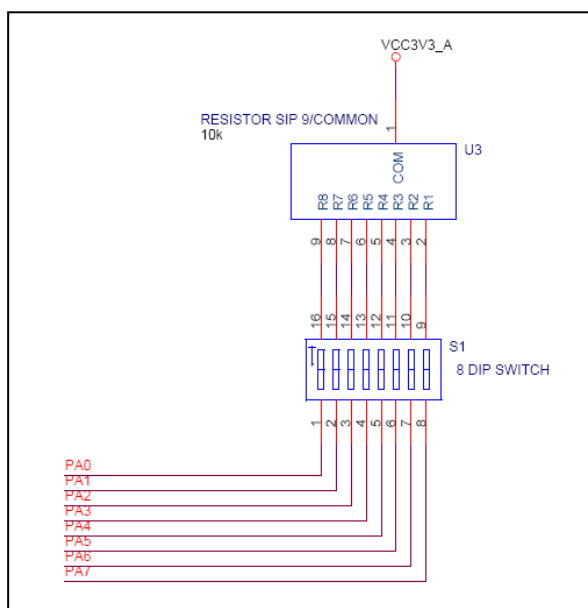 VCC3V3_A
RESISTOR SIP 9/COMMON
10k
1
U3
COM
R8 R7 R6 R5 R4 R3 R2 R1
9 8 7 6 5 4 3 2
16 15 14 13 12 11 10 9
S1
8 DIP SWITCH
1 2 3 4 5 6 7 8
PA0
PA1
PA2
PA3
PA4
PA5
PA6
PA7